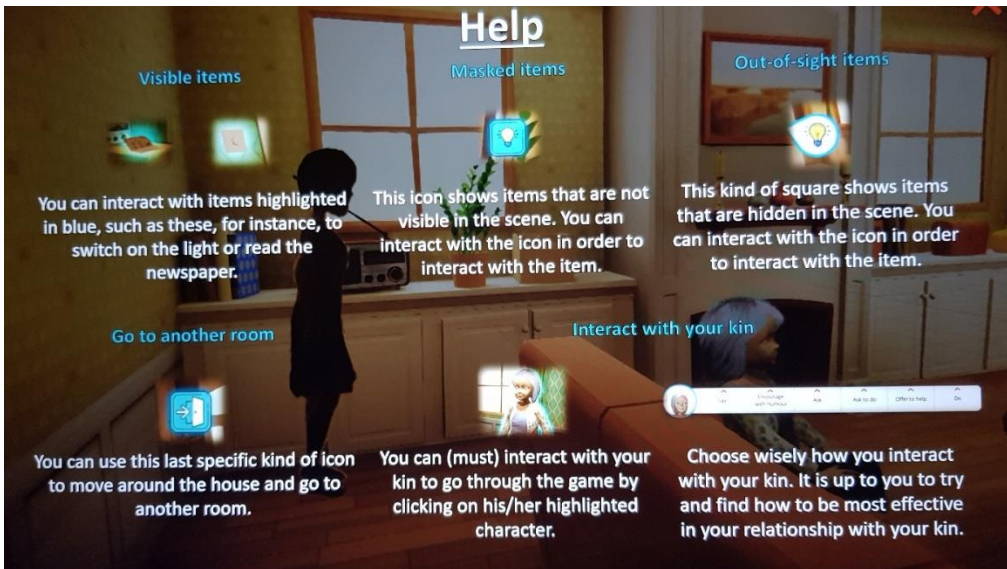 Help
Visible items
Masked items
Out-of-sight items
You can interact with items highlighted
in blue, such as these, for instance, to
switch on the light or read the
newspaper.
This icon shows items that are not
visible in the scene. You can
interact with the icon in order to
interact with the item.
This kind of square shows items
that are hidden in the scene. You
can interact with the icon in order
to interact with the item.
Go to another room
Interact with your kin
You can use this last specific kind of icon
to move around the house and go to
another room.
You can (must) interact with your
kin to go through the game by
clicking on his/her highlighted
character.
Encourage
with humour
Ask
Ask to do
Offer to help
Do
Choose wisely how you interact
with your kin. It is up to you to try
and find how to be most effective
in your relationship with your kin.